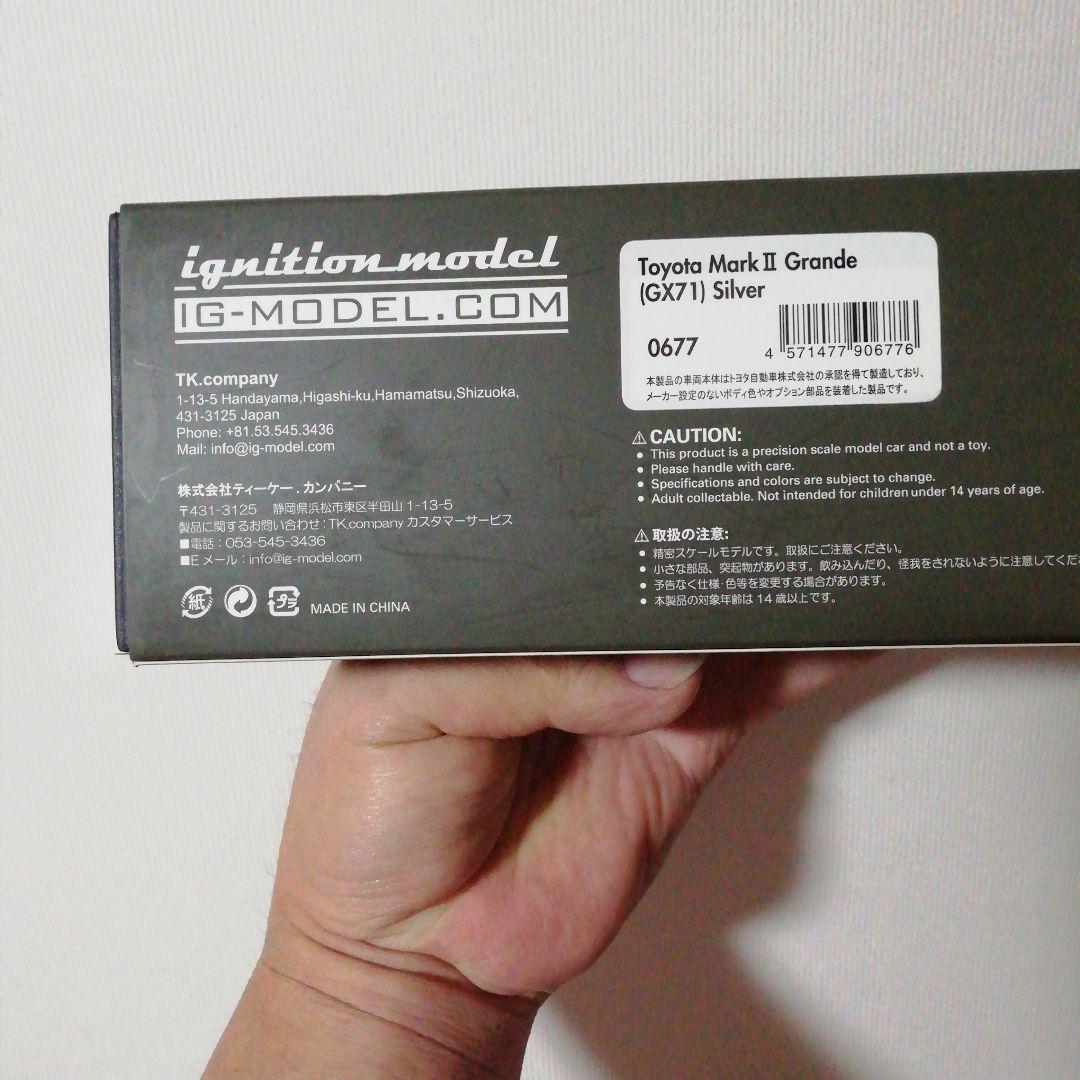 ignition model
IG-MODEL.COM
TK.company
1-13-5 Handayama,Higashi-ku,Hamamatsu,Shizuoka,
431-3125 Japan
Phone: +81.53.545.3436
Mail: info@ig-model.com
株式会社ティーケー.カンパニー
〒431-3125 静岡県浜松市東区半田山1-13-5
製品に関するお問い合わせ:TK.company カスタマーサービス
■電話:053-545-3436
■Eメール:info@ig-model.com
紙
プラ
MADE IN CHINA
Toyota Mark Ⅱ Grande
(GX71) Silver
0677
4 571477 906776
本製品の車両本体はトヨタ自動車株式会社の承認を得て製造しており、
メーカー設定のないボディ色やオプション部品を装着した製品です。
⚠ CAUTION:
● This product is a precision scale model car and not a toy.
● Please handle with care.
● Specifications and colors are subject to change.
● Adult collectable. Not intended for children under 14 years of age.
⚠ 取扱の注意:
● 精密スケールモデルです。取扱にご注意ください。
● 小さな部品、突起物があります。飲み込んだり、怪我をされないように注意してくだ
● 予告なく仕様・色等を変更する場合があります。
● 本製品の対象年齢は14歳以上です。